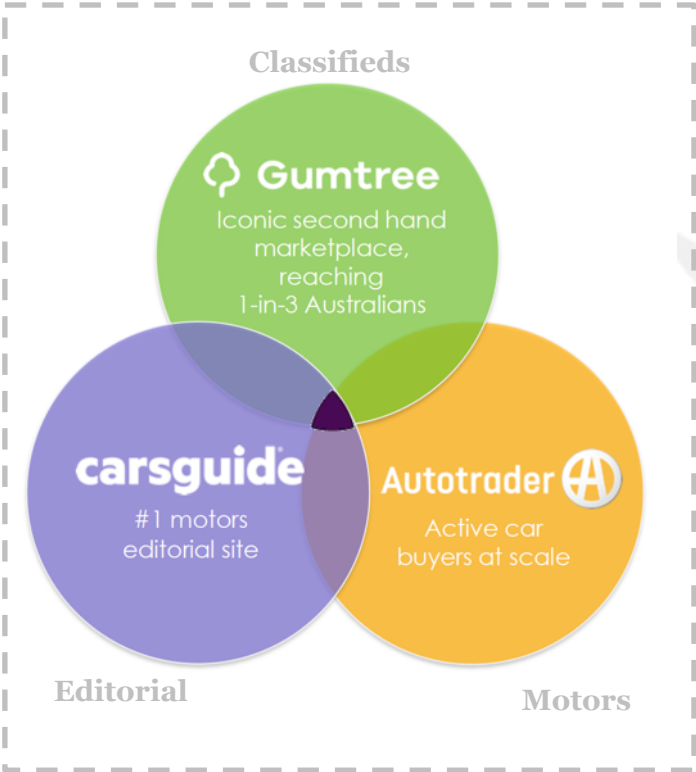 Classifieds
Gumtree
Iconic second hand
marketplace,
reaching
1-in-3 Australians
carsguide
#1 motors
editorial site
Autotrader
Active car
buyers at scale
Editorial
Motors